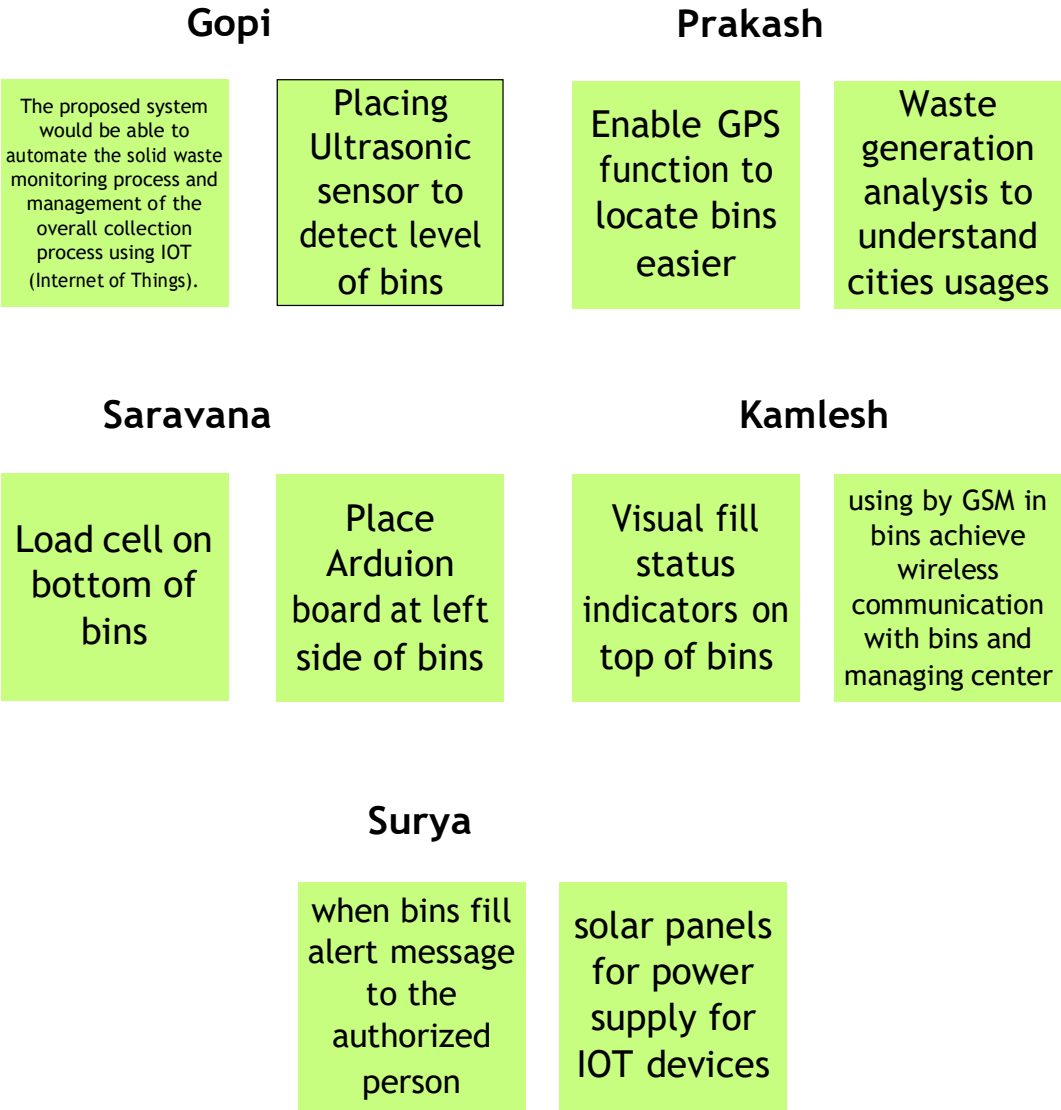 Gopi
The proposed system
would be able to
automate the solid waste
monitoring process and
management of the
overall collection
process using IOT
(Internet of Things).
Placing
Ultrasonic
sensor to
detect level
of bins
Prakash
Enable GPS
function to
locate bins
easier
Waste
generation
analysis to
understand
cities usages
Saravana
Load cell on
bottom of
bins
Place
Arduion
board at left
side of bins
Kamlesh
Visual fill
status
indicators on
top of bins
using by GSM in
bins achieve
wireless
communication
with bins and
managing center
Surya
when bins fill
alert message
to the
authorized
person
solar panels
for power
supply for
IOT devices